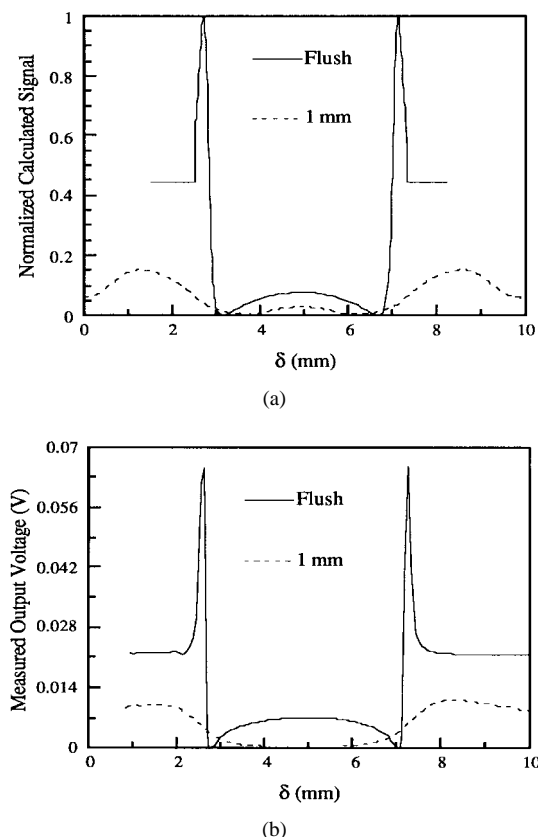 1
0.8
0.6
0.4
0.2
0
Normalized Calculated Signal
Flush
1 mm
0 2 4 6 8 10
δ (mm)
(a)
0.07
0.056
0.042
0.028
0.014
0
Measured Output Voltage (V)
Flush
1 mm
0 2 4 6 8 10
δ (mm)
(b)